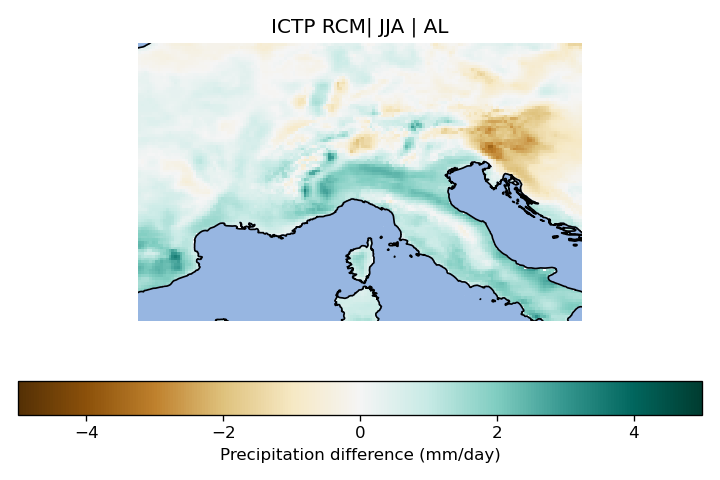 ICTP RCM| JJA | AL
−4 −2 0 2 4
Precipitation difference (mm/day)